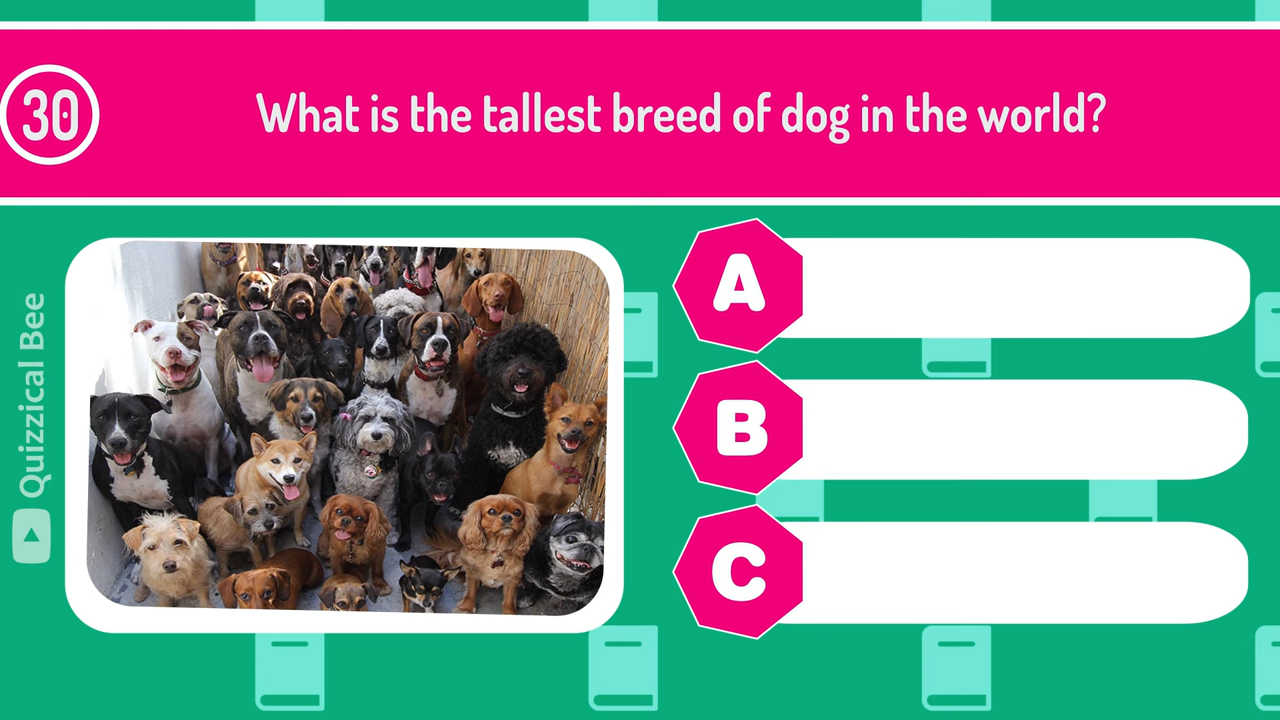 30
What is the tallest breed of dog in the world?
A
B
C
Quizzical Bee